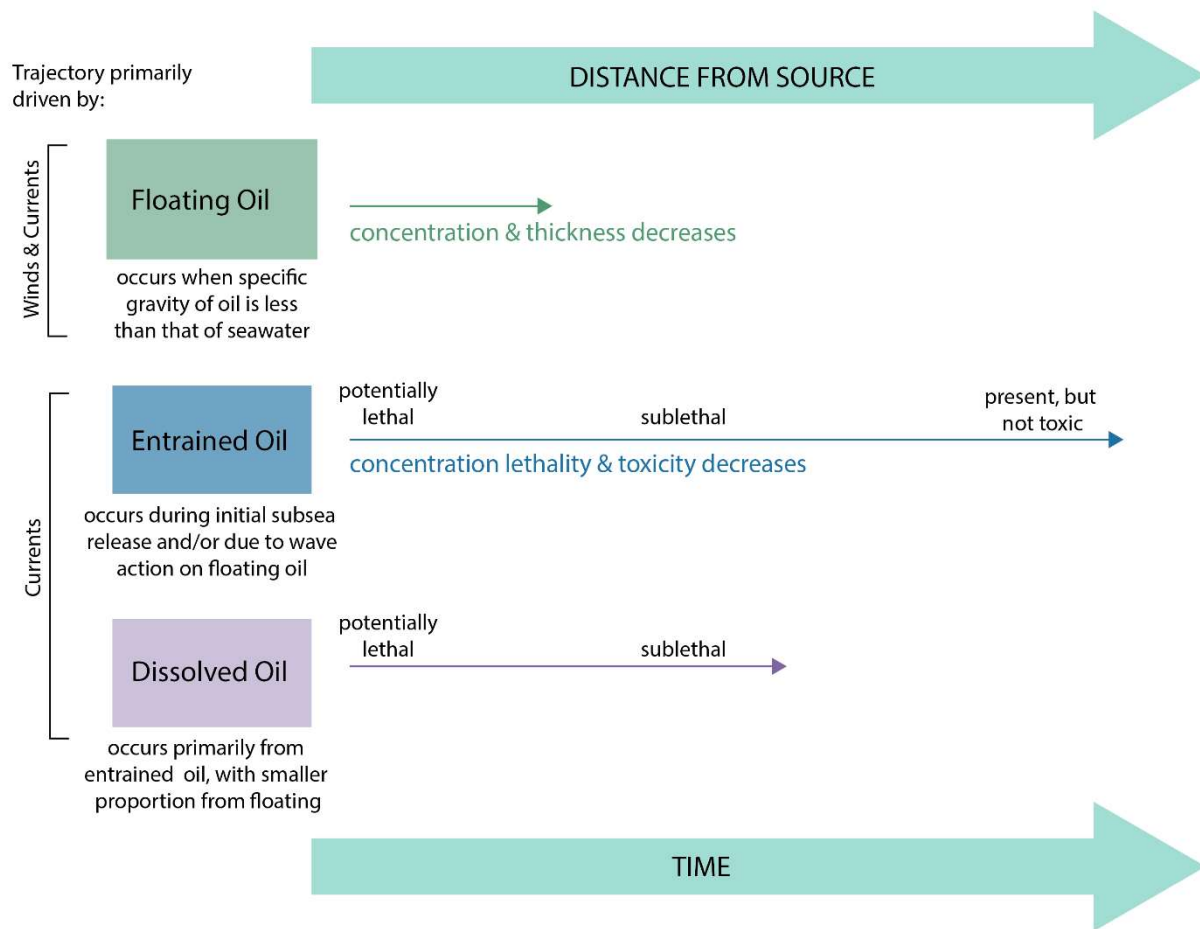 Trajectory primarily
driven by:
DISTANCE FROM SOURCE
Winds & Currents
Floating Oil
concentration & thickness decreases
occurs when specific
gravity of oil is less
than that of seawater
Currents
Entrained Oil
potentially
lethal
sublethal
present, but
not toxic
concentration lethality & toxicity decreases
occurs during initial subsea
release and/or due to wave
action on floating oil
Dissolved Oil
potentially
lethal
sublethal
occurs primarily from
entrained oil, with smaller
proportion from floating
TIME